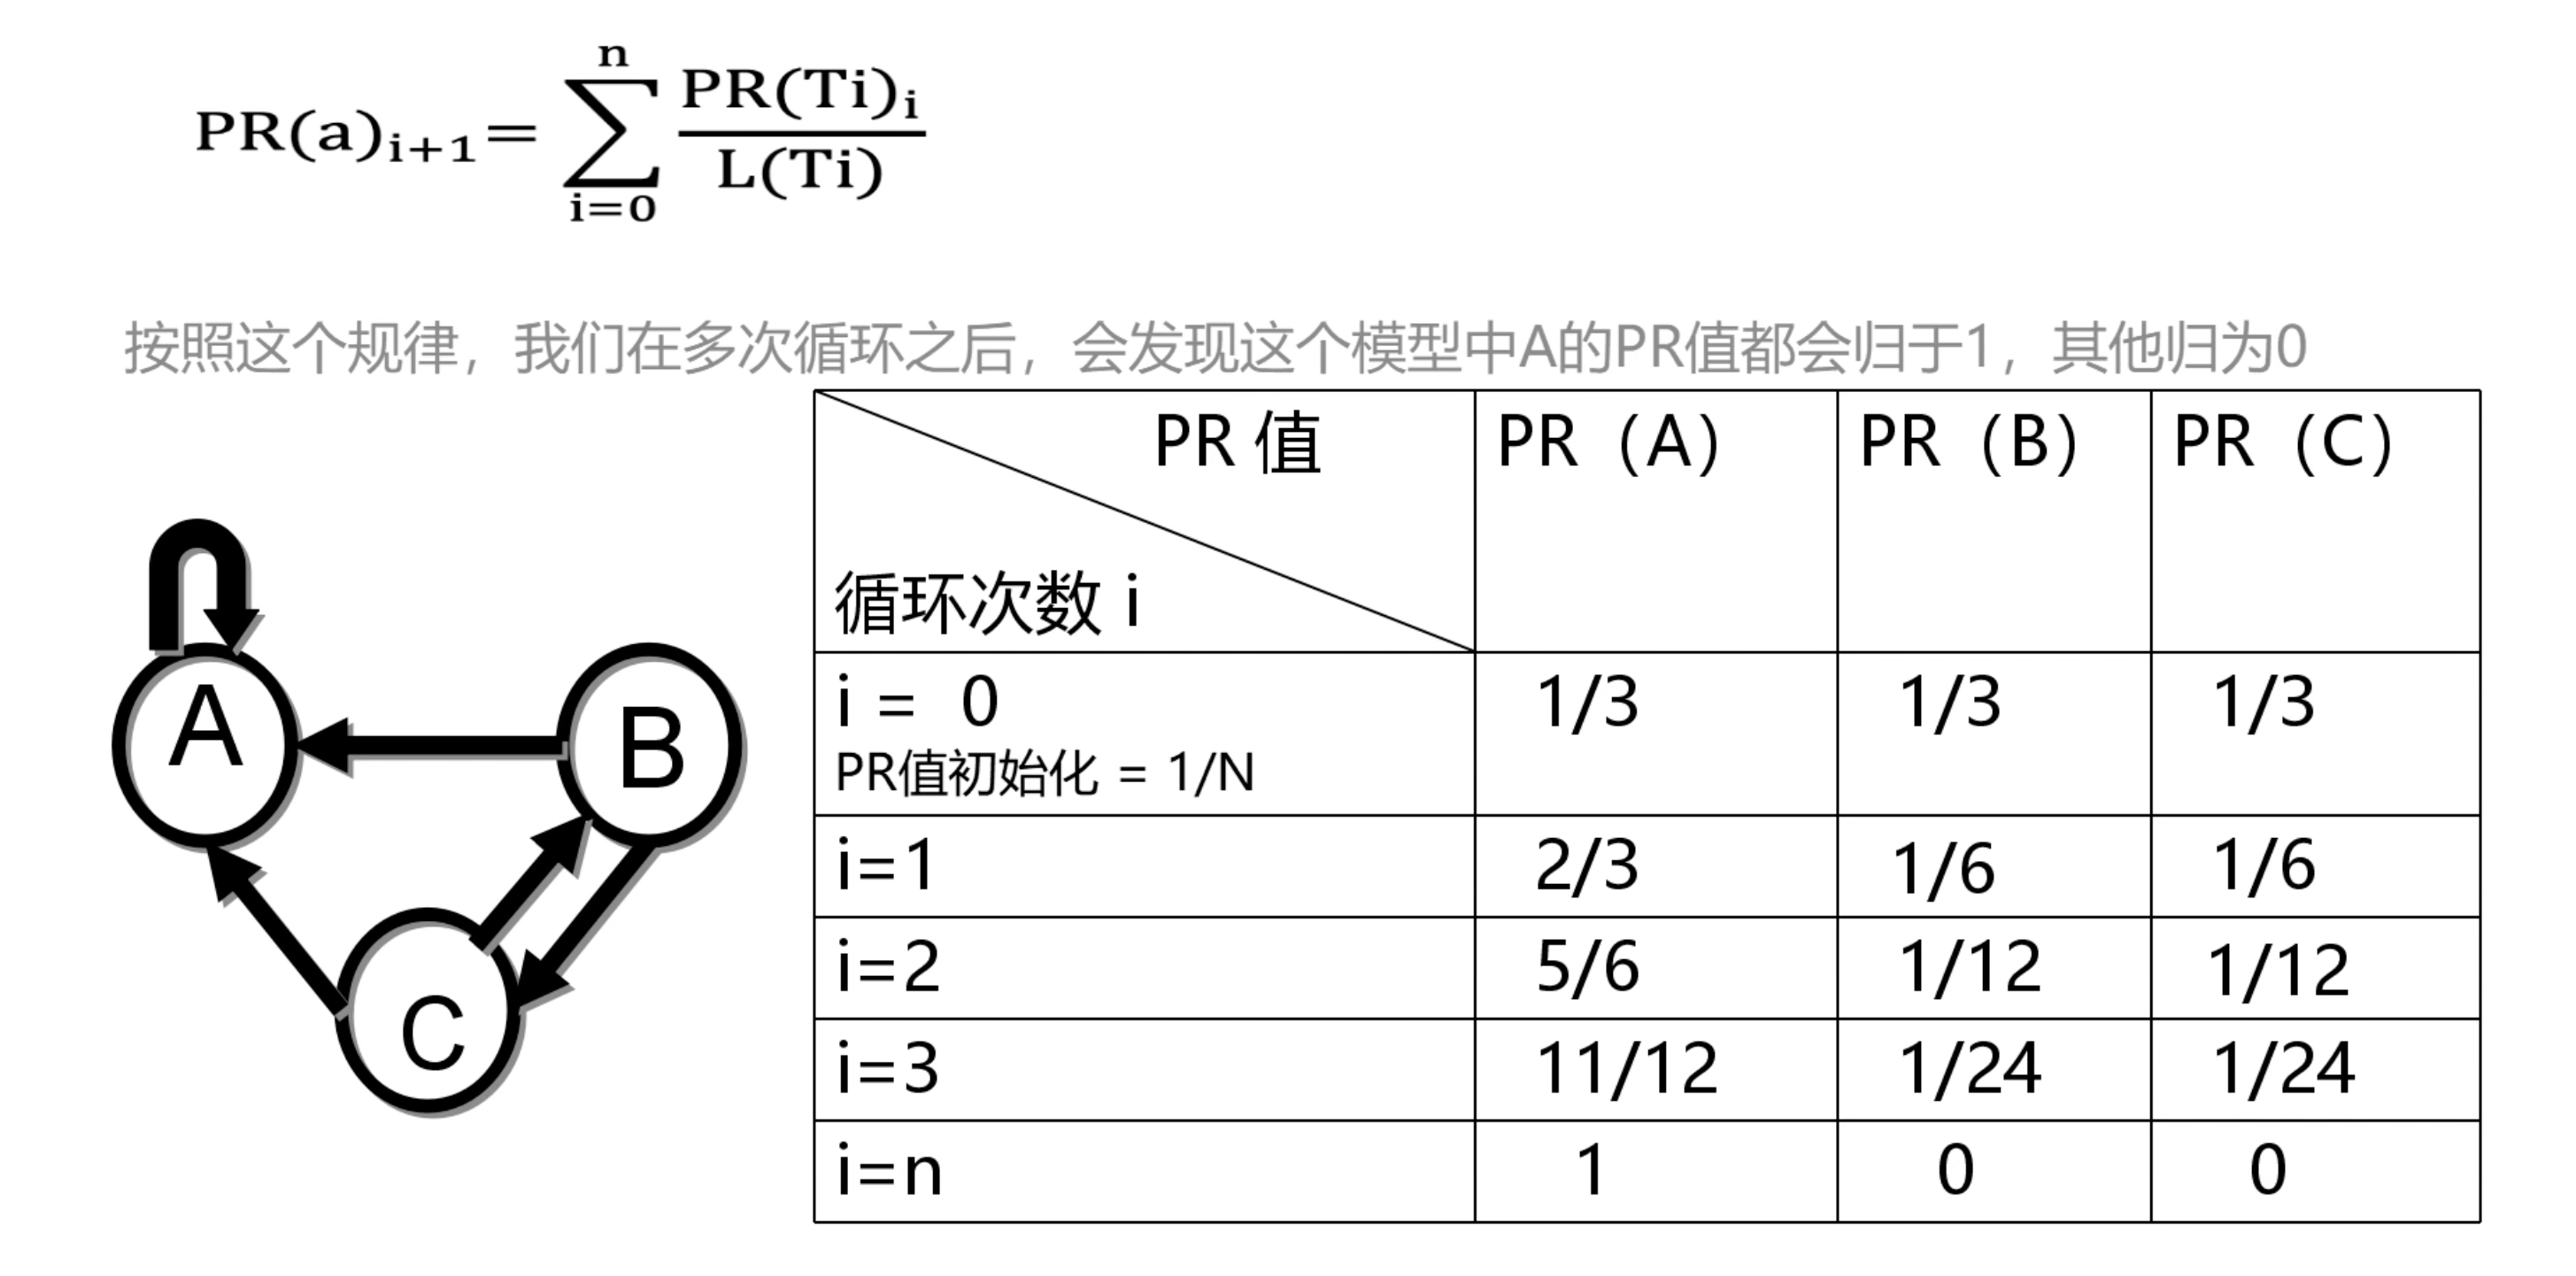 PR(a)i+1= n∑i=0 PR(Ti)i/L(Ti)
按照这个规律，我们在多次循环之后，会发现这个模型中A的PR值都会归于1，其他归为0
PR 值 PR（A） PR（B） PR（C）
循环次数 i
i = 0 1/3 1/3 1/3
PR值初始化 = 1/N
i=1 2/3 1/6 1/6
i=2 5/6 1/12 1/12
i=3 11/12 1/24 1/24
i=n 1 0 0
A
B
C